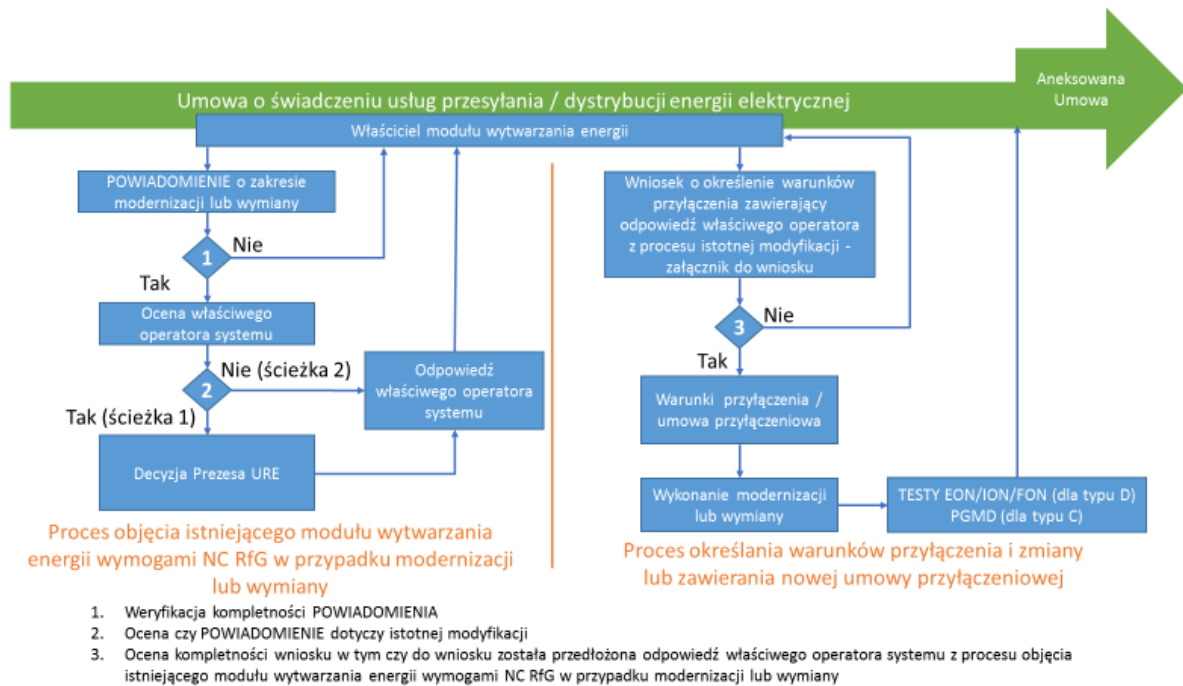 Aneksowana
Umowa
Umowa o świadczeniu usług przesyłania / dystrybucji energii elektrycznej
Właściciel modułu wytwarzania energii
POWIADOMIENIE o zakresie
modernizacji lub wymiany
1
Nie
Tak
Ocena właściwego
operatora systemu
2
Nie (ścieżka 2)
Tak (ścieżka 1)
Odpowiedź
właściwego operatora
systemu
Decyzja Prezesa URE
Proces objęcia istniejącego modułu wytwarzania
energii wymogami NC RfG w przypadku modernizacji
lub wymiany
Wniosek o określenie warunków
przyłączenia zawierający
odpowiedź właściwego operatora
z procesu istotnej modyfikacji -
załącznik do wniosku
3
Nie
Tak
Warunki przyłączenia /
umowa przyłączeniowa
Wykonanie modernizacji
lub wymiany
TESTY EON/ION/FON (dla typu D)
PGMD (dla typu C)
Proces określania warunków przyłączenia i zmiany
lub zawierania nowej umowy przyłączeniowej
1. Weryfikacja kompletności POWIADOMIENIA
2. Ocena czy POWIADOMIENIE dotyczy istotnej modyfikacji
3. Ocena kompletności wniosku w tym czy do wniosku została przedłożona odpowiedź właściwego operatora systemu z procesu objęcia
istniejącego modułu wytwarzania energii wymogami NC RfG w przypadku modernizacji lub wymiany